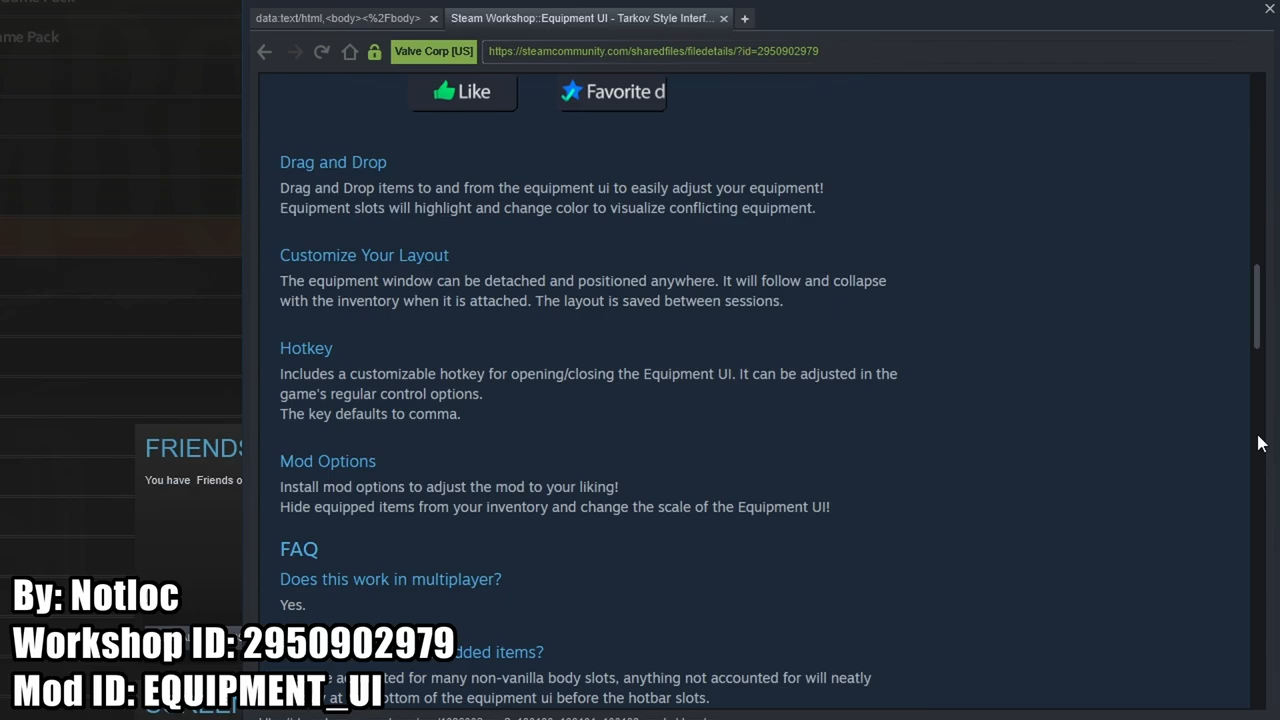 ame Pack
data:text/html,<body><%2Fbody>
Steam Workshop::Equipment UI - Tarkov Style Interf...
Valve Corp [US]
https://steamcommunity.com/sharedfiles/filedetails/?id=2950902979
Like
Favorite d
Drag and Drop
Drag and Drop items to and from the equipment ui to easily adjust your equipment!
Equipment slots will highlight and change color to visualize conflicting equipment.
Customize Your Layout
The equipment window can be detached and positioned anywhere. It will follow and collapse
with the inventory when it is attached. The layout is saved between sessions.
Hotkey
Includes a customizable hotkey for opening/closing the Equipment UI. It can be adjusted in the
game's regular control options.
The key defaults to comma.
Mod Options
Install mod options to adjust the mod to your liking!
Hide equipped items from your inventory and change the scale of the Equipment UI!
FAQ
Does this work in multiplayer?
Yes.
dded items?
ted for many non-vanilla body slots, anything not accounted for will neatly
ottom of the equipment ui before the hotbar slots.
FRIENDS
You have Friends o
By: Notloc
Workshop ID: 2950902979
Mod ID: EQUIPMENT_UI